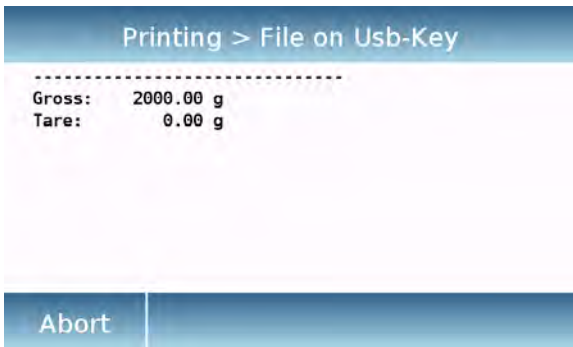 Printing > File on Usb-Key
-------------------------------
Gross: 2000.00 g
Tare: 0.00 g
Abort